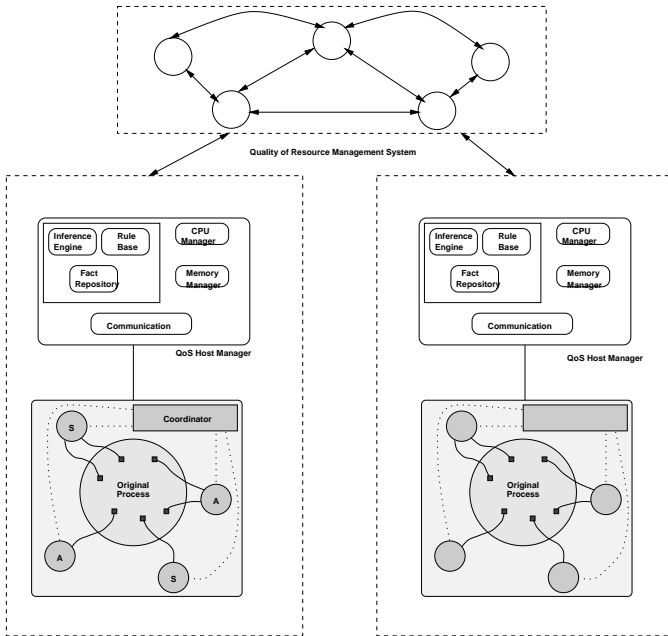 Quality of Resource Management System
Inference
Engine
Rule
Base
CPU
Manager
Fact
Repository
Memory
Manager
Communication
QoS Host Manager
Coordinator
S
Original
Process
A
A
S
Inference
Engine
Rule
Base
CPU
Manager
Fact
Repository
Memory
Manager
Communication
QoS Host Manager
Original
Process